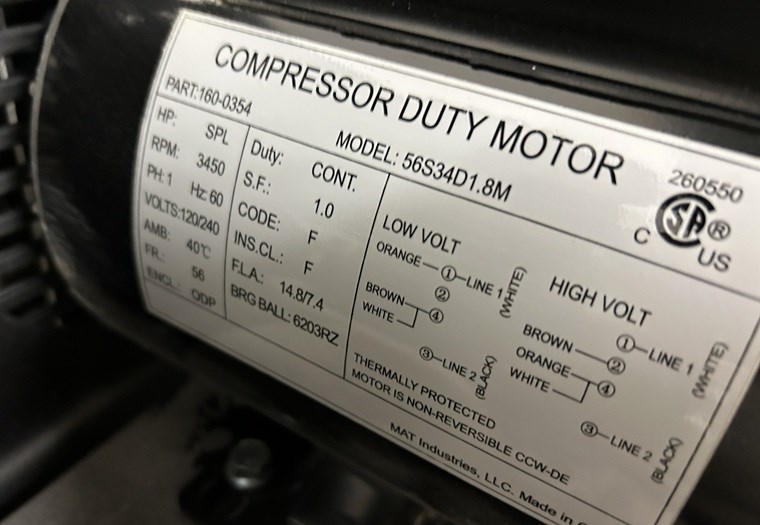 COMPRESSOR DUTY MOTOR
PART:160-0354
MODEL: 56S34D1.8M
260550
C SA ® US
HP: SPL
RPM: 3450
PH: 1 Hz: 60
VOLTS:120/240
AMB: 40℃
FR.: 56
ENCL: ODP
Duty: CONT.
S.F.: 1.0
CODE: F
INS.CL.: F
F.L.A.: 14.8/7.4
BRG BALL: 6203RZ
LOW VOLT
ORANGE ① LINE 1 (WHITE)
②
BROWN ④
WHITE
③ LINE 2 (BLACK)
HIGH VOLT
① LINE 1 (WHITE)
BROWN ②
ORANGE ④
WHITE
③ LINE 2 (BLACK)
THERMALLY PROTECTED
MOTOR IS NON-REVERSIBLE CCW-DE
MAT Industries, LLC. Made in